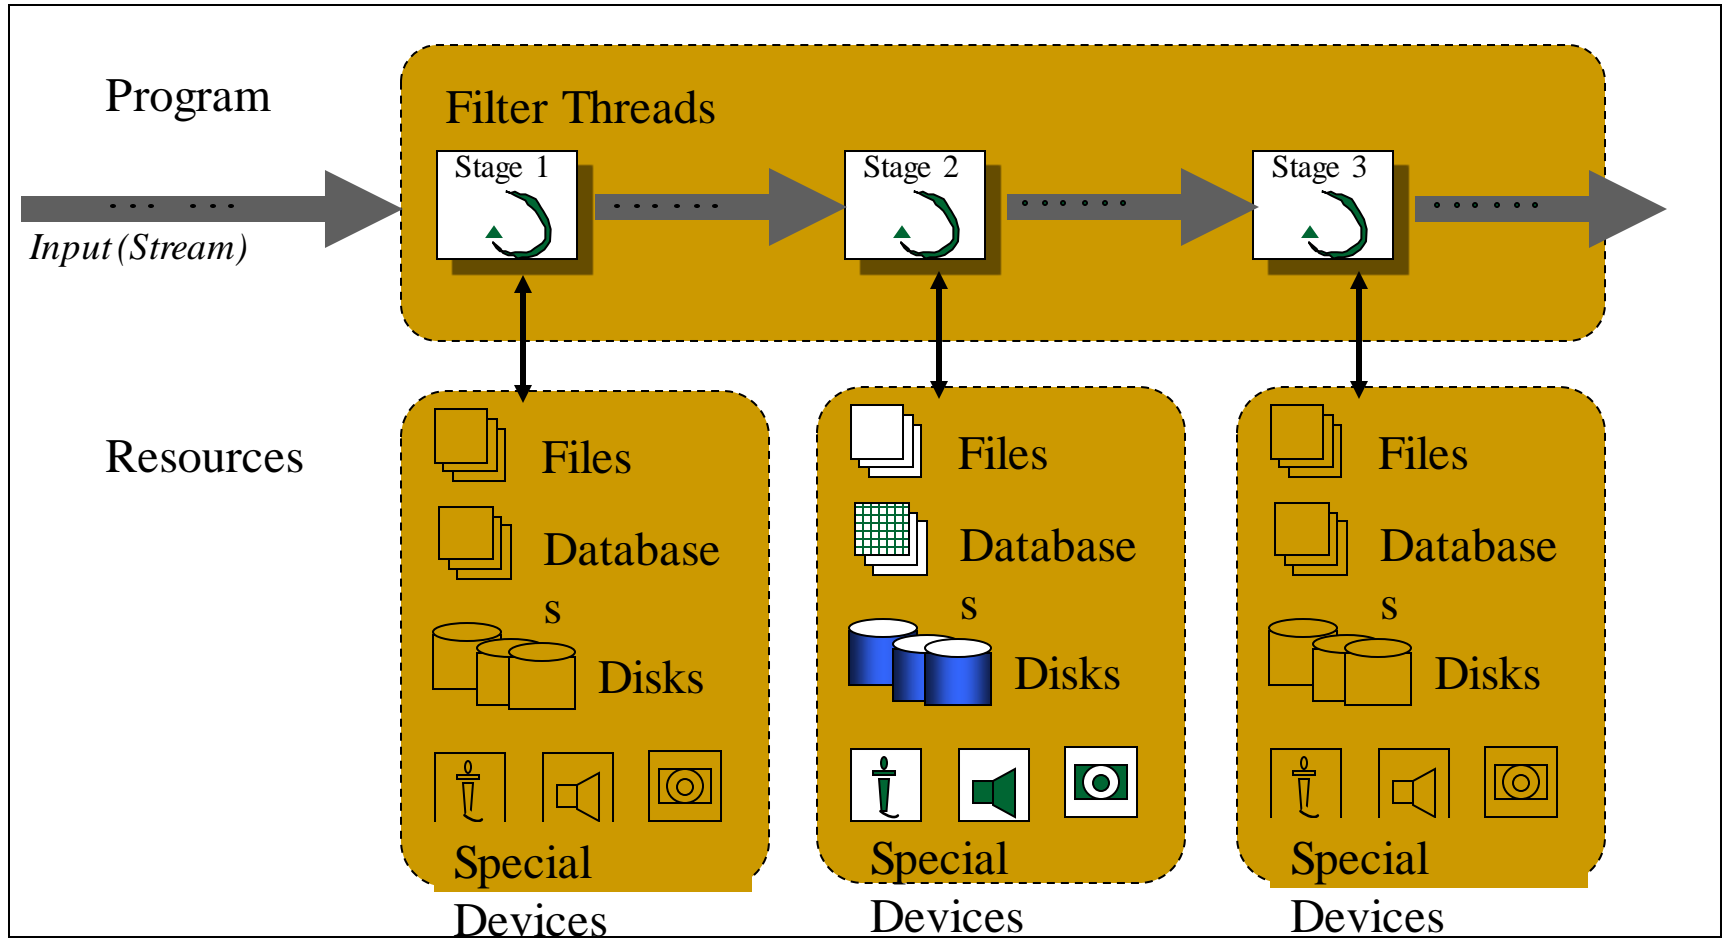 Program
Filter Threads
Stage 1
Stage 2
Stage 3
Input (Stream)
Resources
Files
Database
s
Disks
Special
Devices
Files
Database
s
Disks
Special
Devices
Files
Database
s
Disks
Special
Devices